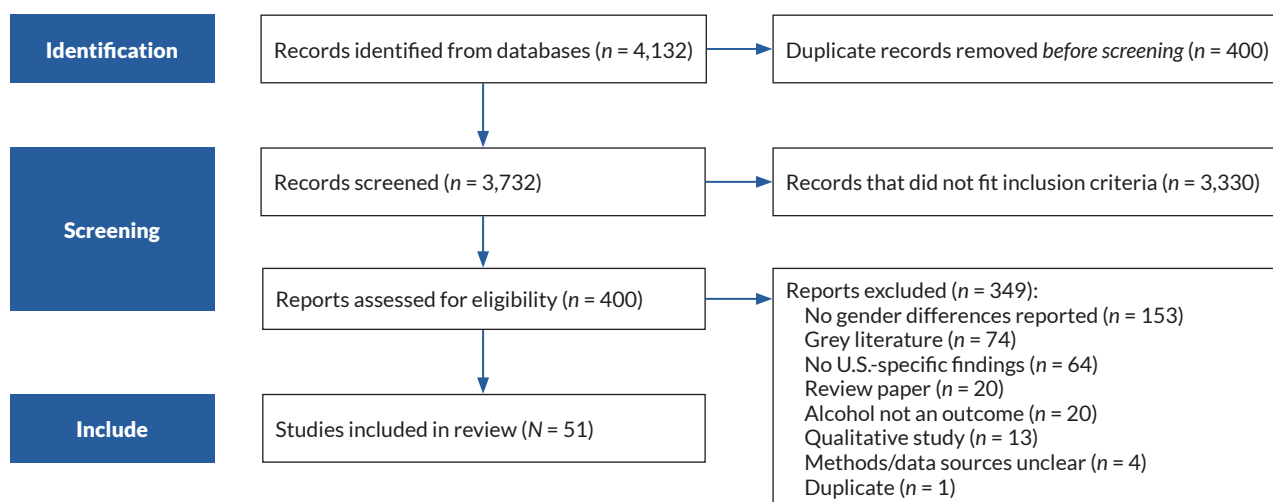 Identification
Records identified from databases (n = 4,132)
Duplicate records removed before screening (n = 400)
Screening
Records screened (n = 3,732)
Records that did not fit inclusion criteria (n = 3,330)
Reports assessed for eligibility (n = 400)
Reports excluded (n = 349):
No gender differences reported (n = 153)
Grey literature (n = 74)
No U.S.-specific findings (n = 64)
Review paper (n = 20)
Alcohol not an outcome (n = 20)
Qualitative study (n = 13)
Methods/data sources unclear (n = 4)
Duplicate (n = 1)
Include
Studies included in review (N = 51)